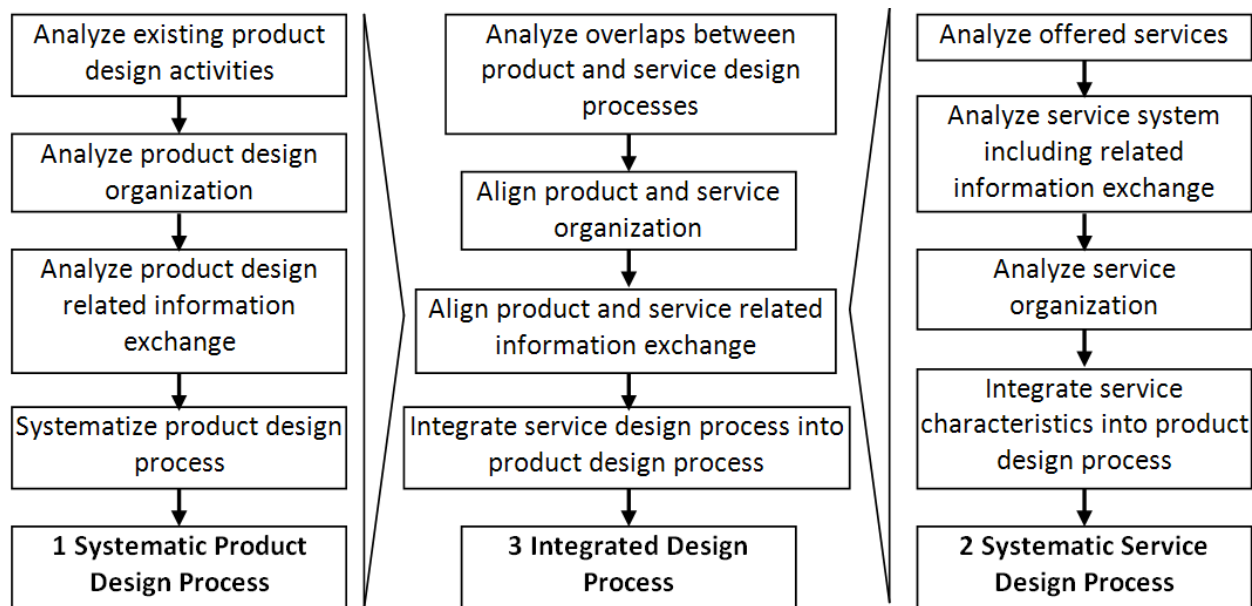 Analyze existing product
design activities
Analyze product design
organization
Analyze product design
related information
exchange
Systematize product design
process
1 Systematic Product
Design Process
Analyze overlaps between
product and service design
processes
Align product and service
organization
Align product and service related
information exchange
Integrate service design process into
product design process
3 Integrated Design
Process
Analyze offered services
Analyze service system
including related
information exchange
Analyze service
organization
Integrate service
characteristics into product
design process
2 Systematic Service
Design Process